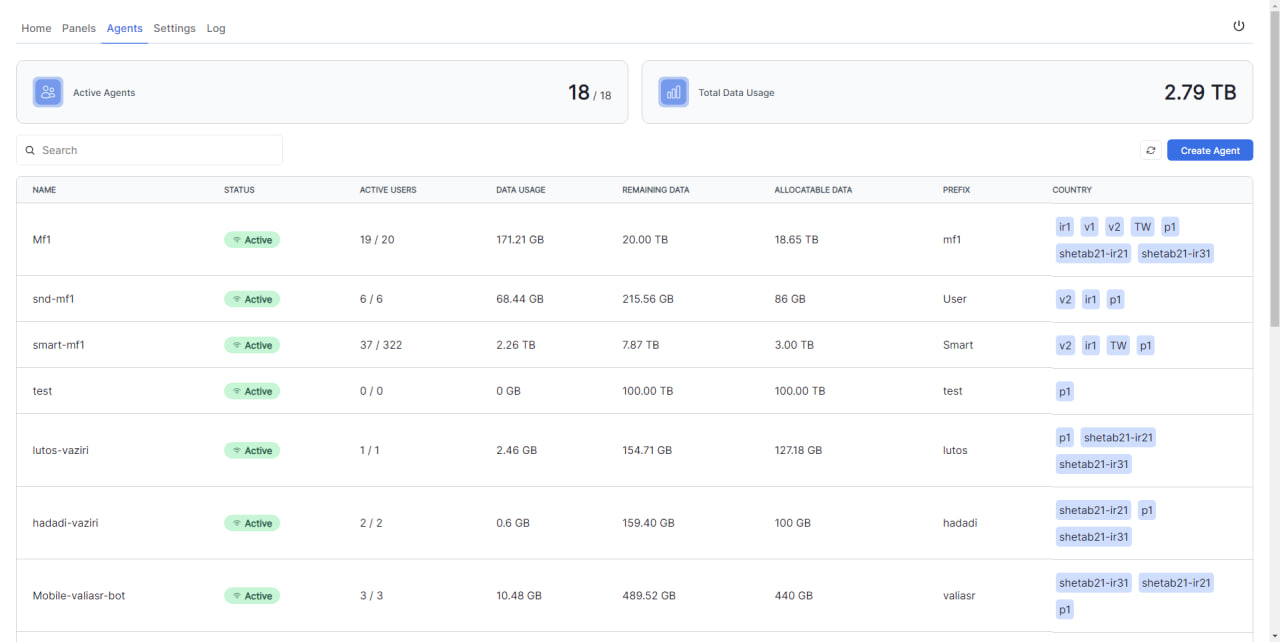 Home Panels Agents Settings Log
Active Agents 18 / 18
Total Data Usage 2.79 TB
Search
Create Agent
NAME STATUS ACTIVE USERS DATA USAGE REMAINING DATA ALLOCATABLE DATA PREFIX COUNTRY
Mf1 Active 19 / 20 171.21 GB 20.00 TB 18.65 TB mf1 ir1 v1 v2 TW p1
shetab21-ir21 shetab21-ir31
snd-mf1 Active 6 / 6 68.44 GB 215.56 GB 86 GB User v2 ir1 p1
smart-mf1 Active 37 / 322 2.26 TB 7.87 TB 3.00 TB Smart v2 ir1 TW p1
test Active 0 / 0 0 GB 100.00 TB 100.00 TB test p1
lutos-vaziri Active 1 / 1 2.46 GB 154.71 GB 127.18 GB lutos p1 shetab21-ir21
shetab21-ir31
hadadi-vaziri Active 2 / 2 0.6 GB 159.40 GB 100 GB hadadi shetab21-ir21 p1
shetab21-ir31
Mobile-valiasr-bot Active 3 / 3 10.48 GB 489.52 GB 440 GB valiasr shetab21-ir31 shetab21-ir21
p1